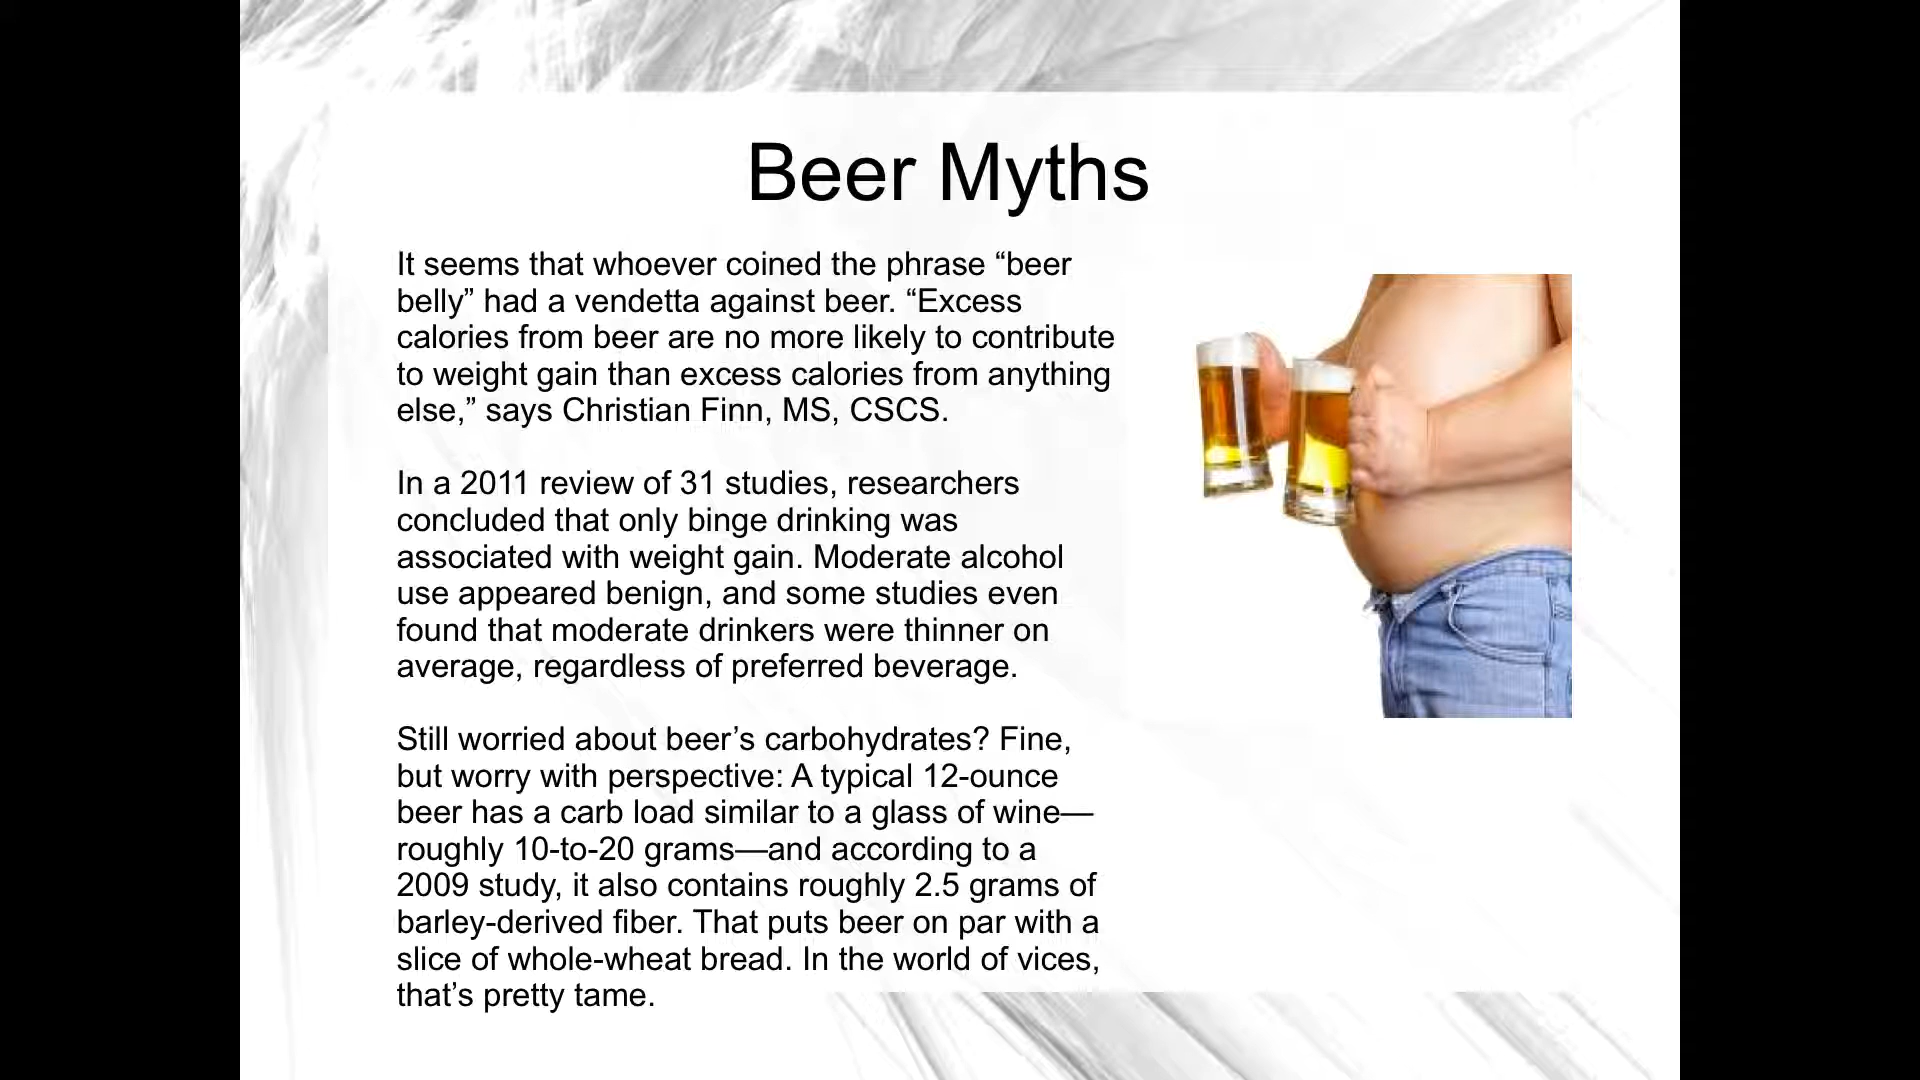 Beer Myths
It seems that whoever coined the phrase “beer
belly” had a vendetta against beer. “Excess
calories from beer are no more likely to contribute
to weight gain than excess calories from anything
else,” says Christian Finn, MS, CSCS.
In a 2011 review of 31 studies, researchers
concluded that only binge drinking was
associated with weight gain. Moderate alcohol
use appeared benign, and some studies even
found that moderate drinkers were thinner on
average, regardless of preferred beverage.
Still worried about beer’s carbohydrates? Fine,
but worry with perspective: A typical 12-ounce
beer has a carb load similar to a glass of wine—
roughly 10-to-20 grams—and according to a
2009 study, it also contains roughly 2.5 grams of
barley-derived fiber. That puts beer on par with a
slice of whole-wheat bread. In the world of vices,
that’s pretty tame.